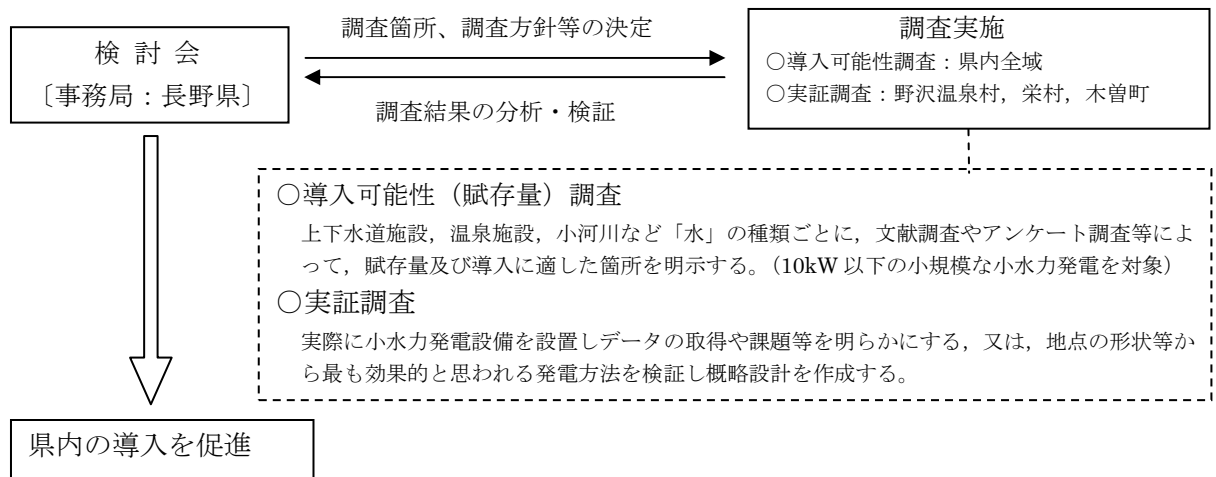 調査箇所、調査方針等の決定
検 討 会
〔事務局：長野県〕
調査結果の分析・検証
調査実施
○導入可能性調査：県内全域
○実証調査：野沢温泉村，栄村，木曽町
○導入可能性（賦存量）調査
上下水道施設，温泉施設，小河川など「水」の種類ごとに，文献調査やアンケート調査等によ
って，賦存量及び導入に適した箇所を明示する。（10kW 以下の小規模な小水力発電を対象）
○実証調査
実際に小水力発電設備を設置しデータの取得や課題等を明らかにする，又は，地点の形状等か
ら最も効果的と思われる発電方法を検証し概略設計を作成する。
県内の導入を促進